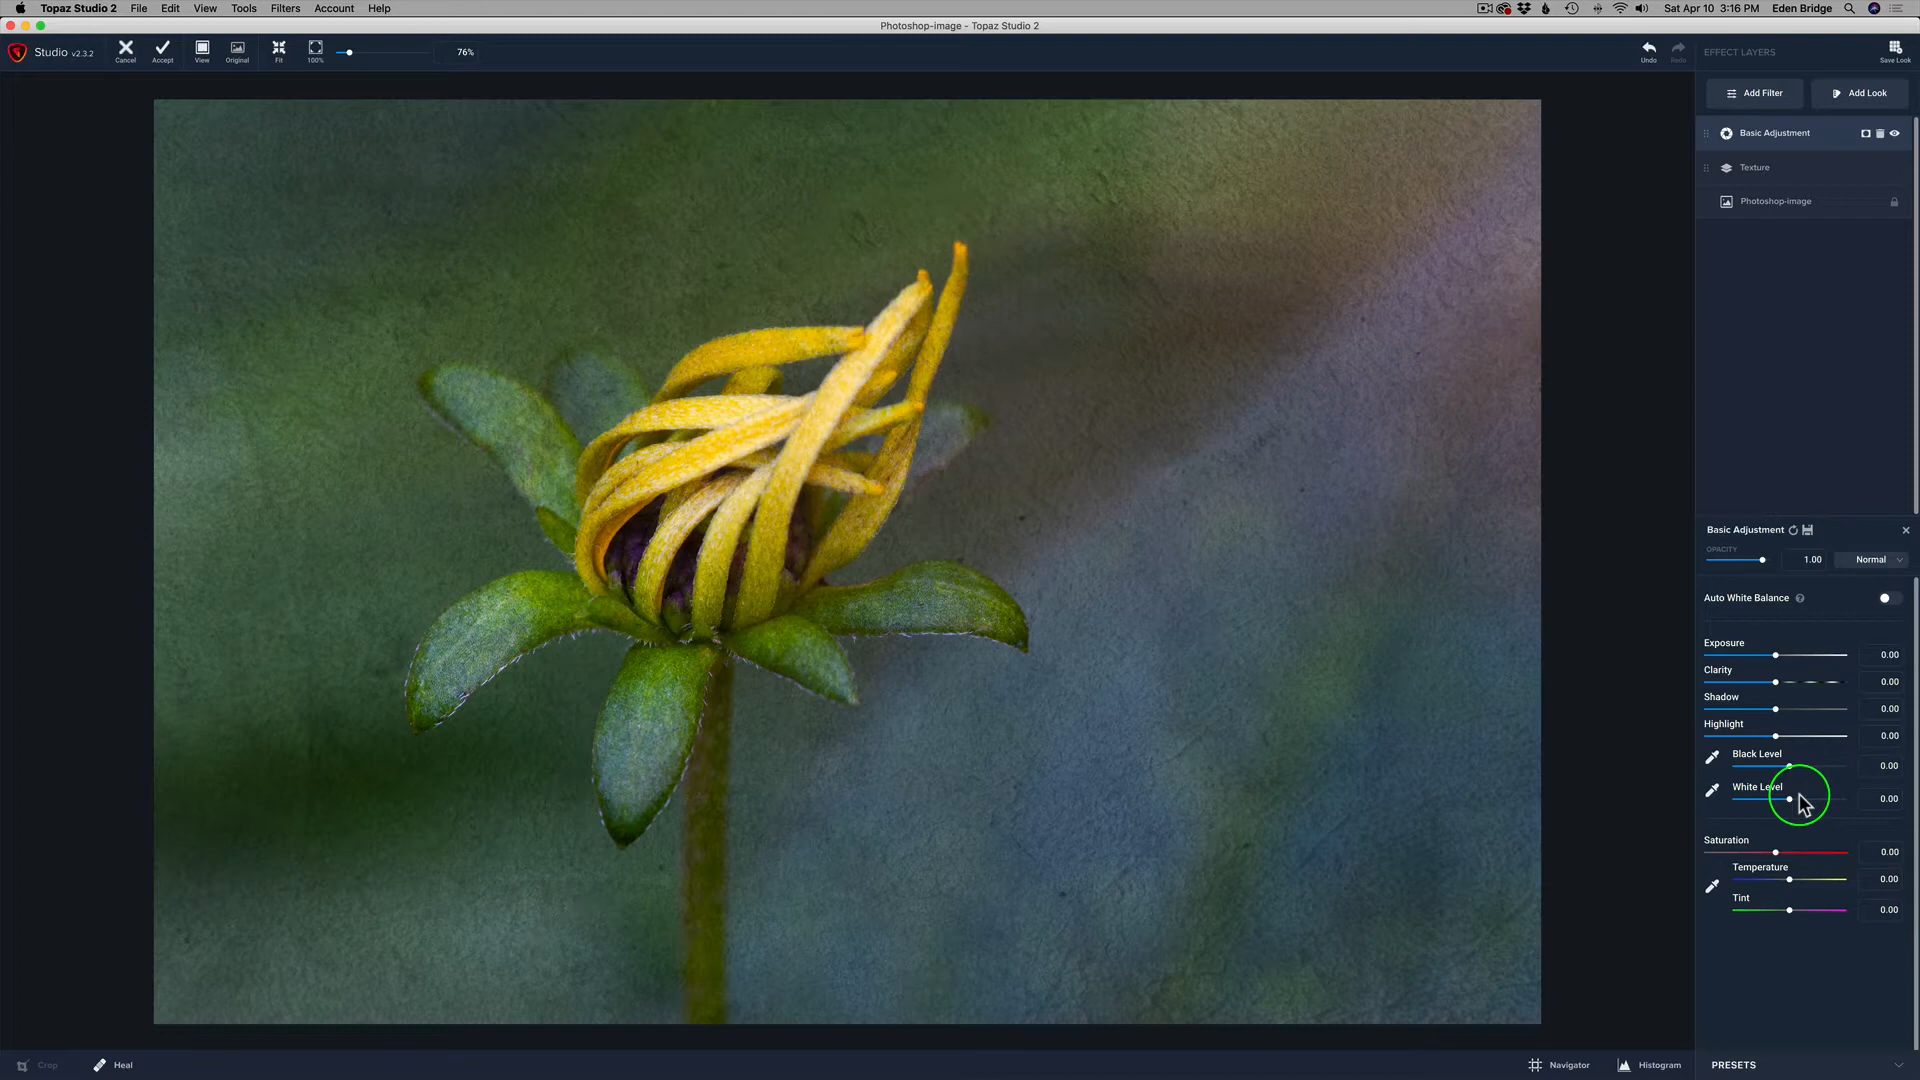 Topaz Studio 2 File Edit View Tools Filters Account Help Sat Apr 10 3:16 PM Eden Bridge
Photoshop-image - Topaz Studio 2
Studio v2.3.2 Cancel Accept View Original Fit 100% 76% Undo Redo EFFECT LAYERS Save Look
Add Filter Add Look
Basic Adjustment
Texture
Photoshop-image
Basic Adjustment
OPACITY 1.00 Normal
Auto White Balance ?
Exposure 0.00
Clarity 0.00
Shadow 0.00
Highlight 0.00
Black Level 0.00
White Level 0.00
Saturation 0.00
Temperature 0.00
Tint 0.00
Crop Heal Navigator Histogram PRESETS